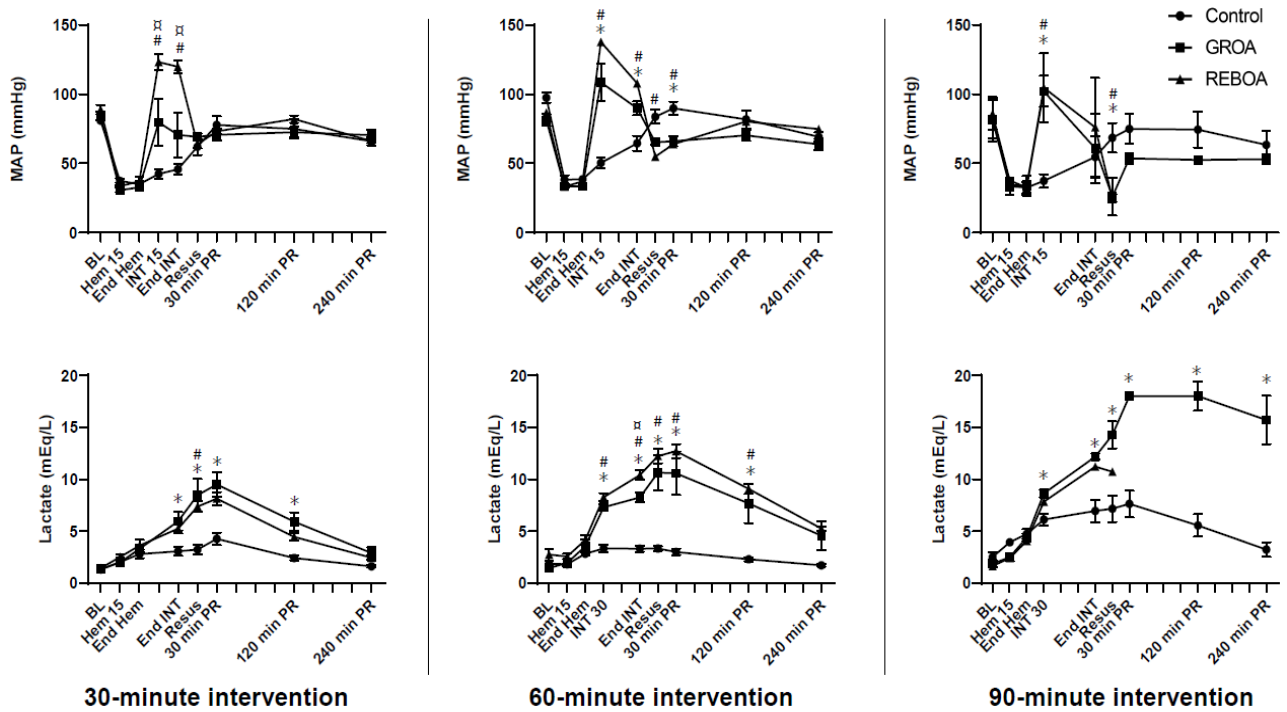 MAP (mmHg)
150
100
50
0
¤
#
¤
#
BL
Hem 15
End Hem
INT 15
End INT
Resus
30 min PR
120 min PR
240 min PR
MAP (mmHg)
150
100
50
0
#
*
#
*
#
#
*
BL
Hem 15
End Hem
INT 15
End INT
Resus
30 min PR
120 min PR
240 min PR
MAP (mmHg)
150
100
50
0
#
*
#
*
BL
Hem 15
End Hem
INT 15
End INT
Resus
30 min PR
120 min PR
240 min PR
Control
GROA
REBOA
Lactate (mEq/L)
20
15
10
5
0
*
#
*
*
*
BL
Hem 15
End Hem
End INT
Resus
30 min PR
120 min PR
240 min PR
Lactate (mEq/L)
20
15
10
5
0
#
*
¤
#
*
#
*
#
*
#
*
BL
Hem 15
End Hem
INT 30
End INT
Resus
30 min PR
120 min PR
240 min PR
Lactate (mEq/L)
20
15
10
5
0
*
*
*
*
*
*
BL
Hem 15
End Hem
INT 30
End INT
Resus
30 min PR
120 min PR
240 min PR
30-minute intervention
60-minute intervention
90-minute intervention